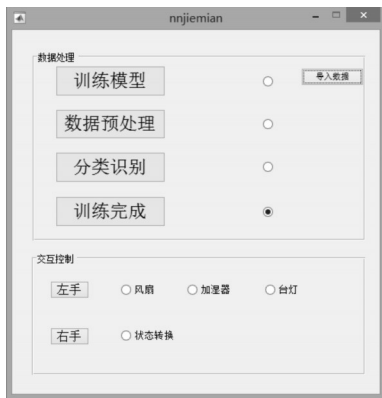 nnjiemian
数据处理
训练模型
导入数据
数据预处理
分类识别
训练完成
交互控制
左手 风扇 加湿器 台灯
右手 状态转换